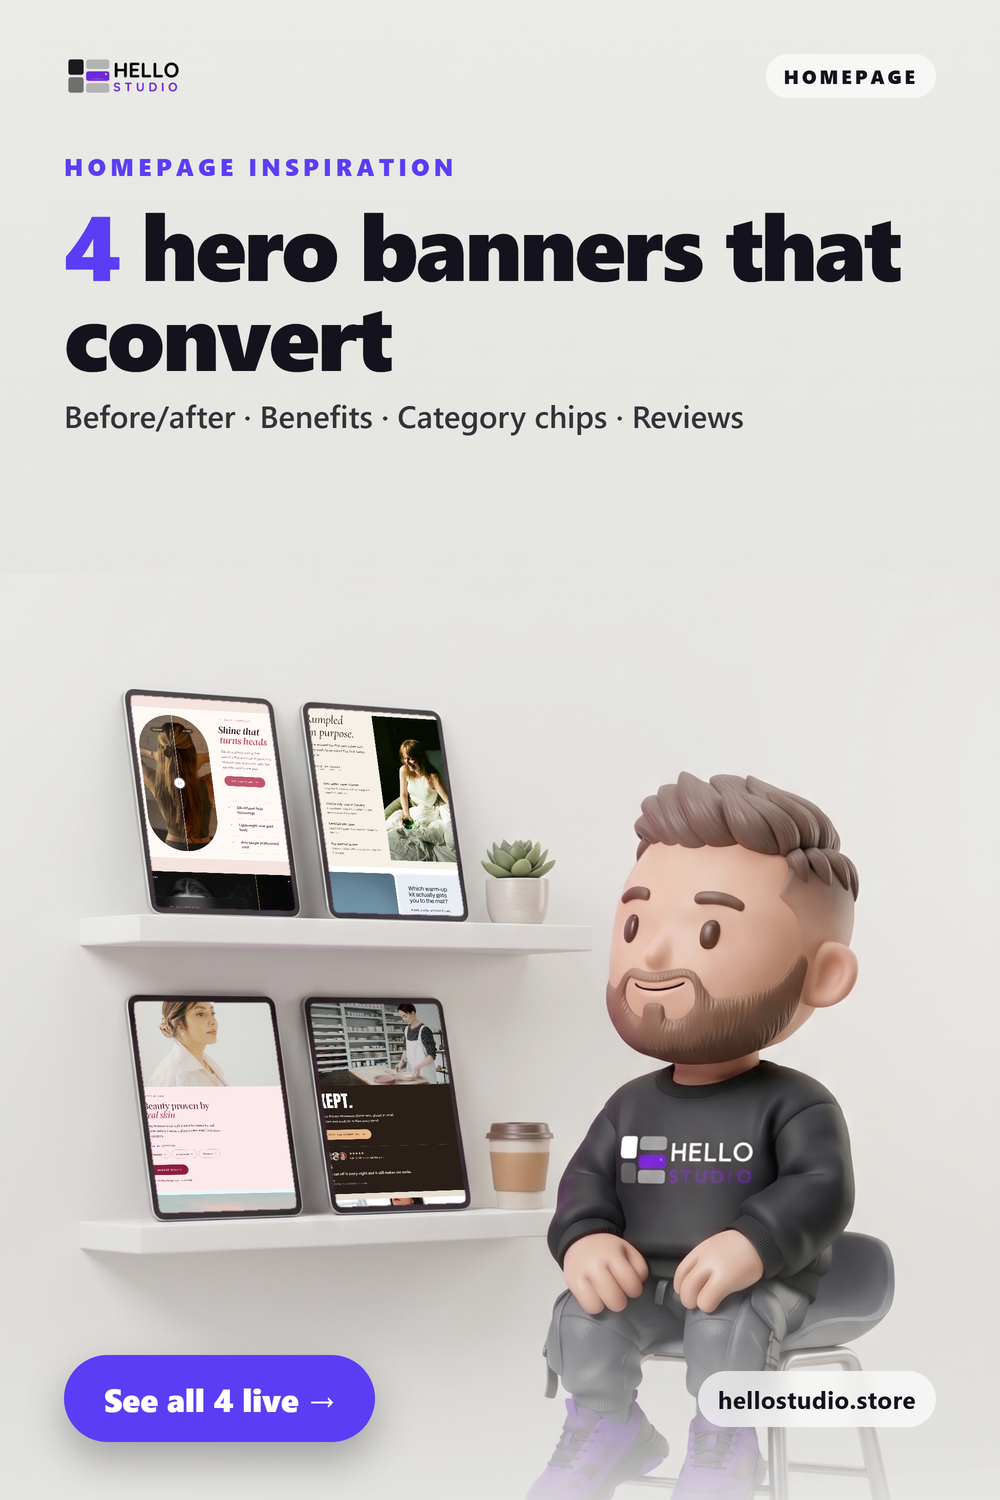 HELLO
STUDIO
HOMEPAGE
HOMEPAGE INSPIRATION
4 hero banners that
convert
Before/after · Benefits · Category chips · Reviews
Shine that
turns heads
Rumpled
on purpose.
Which warm-up
kit actually gets
you to the mat?
Beauty proven by
real skin
KEPT.
HELLO
STUDIO
See all 4 live →
hellostudio.store